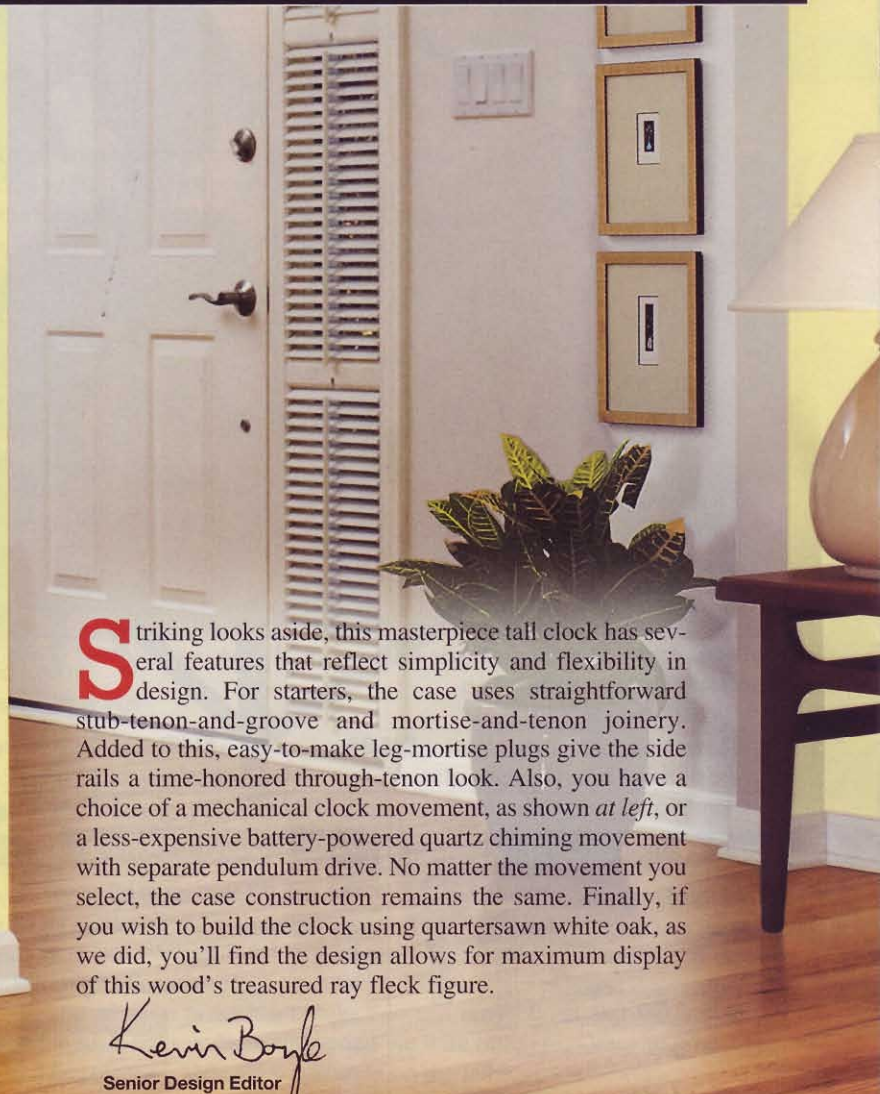 Striking looks aside, this masterpiece tall clock has sev-
eral features that reflect simplicity and flexibility in
design. For starters, the case uses straightforward
stub-tenon-and-groove and mortise-and-tenon joinery.
Added to this, easy-to-make leg-mortise plugs give the side
rails a time-honored through-tenon look. Also, you have a
choice of a mechanical clock movement, as shown at left, or
a less-expensive battery-powered quartz chiming movement
with separate pendulum drive. No matter the movement you
select, the case construction remains the same. Finally, if
you wish to build the clock using quartersawn white oak, as
we did, you'll find the design allows for maximum display
of this wood's treasured ray fleck figure.
Kevin Boyle
Senior Design Editor